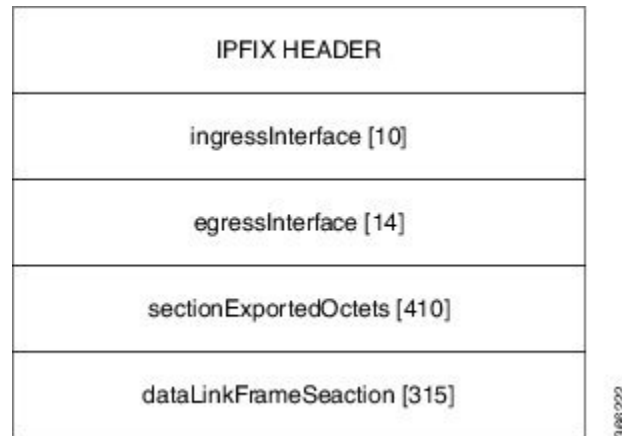 IPFIX HEADER
ingressInterface [10]
egressInterface [14]
sectionExportedOctets [410]
dataLinkFrameSeaction [315]